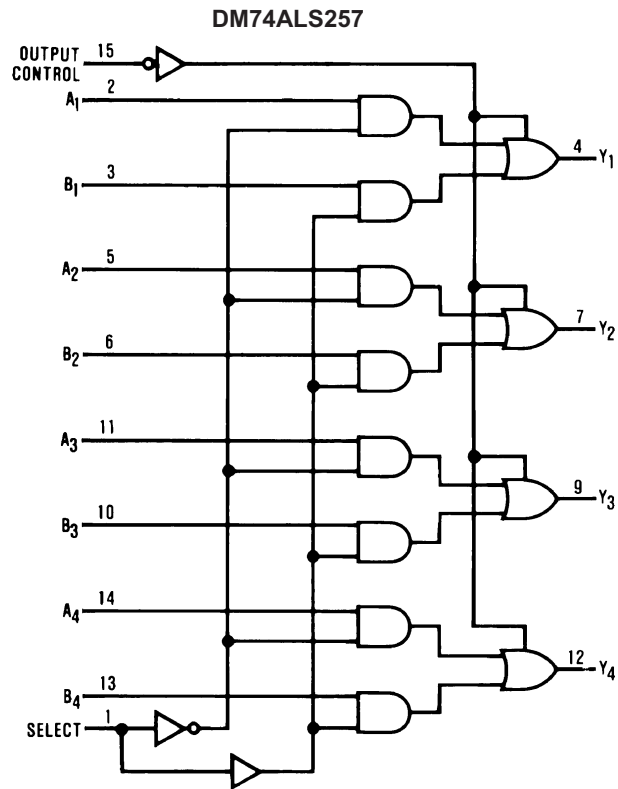 DM74ALS257
OUTPUT CONTROL 15
A1 2
4 Y1
B1 3
A2 5
7 Y2
B2 6
A3 11
9 Y3
B3 10
A4 14
12 Y4
B4 13
SELECT 1